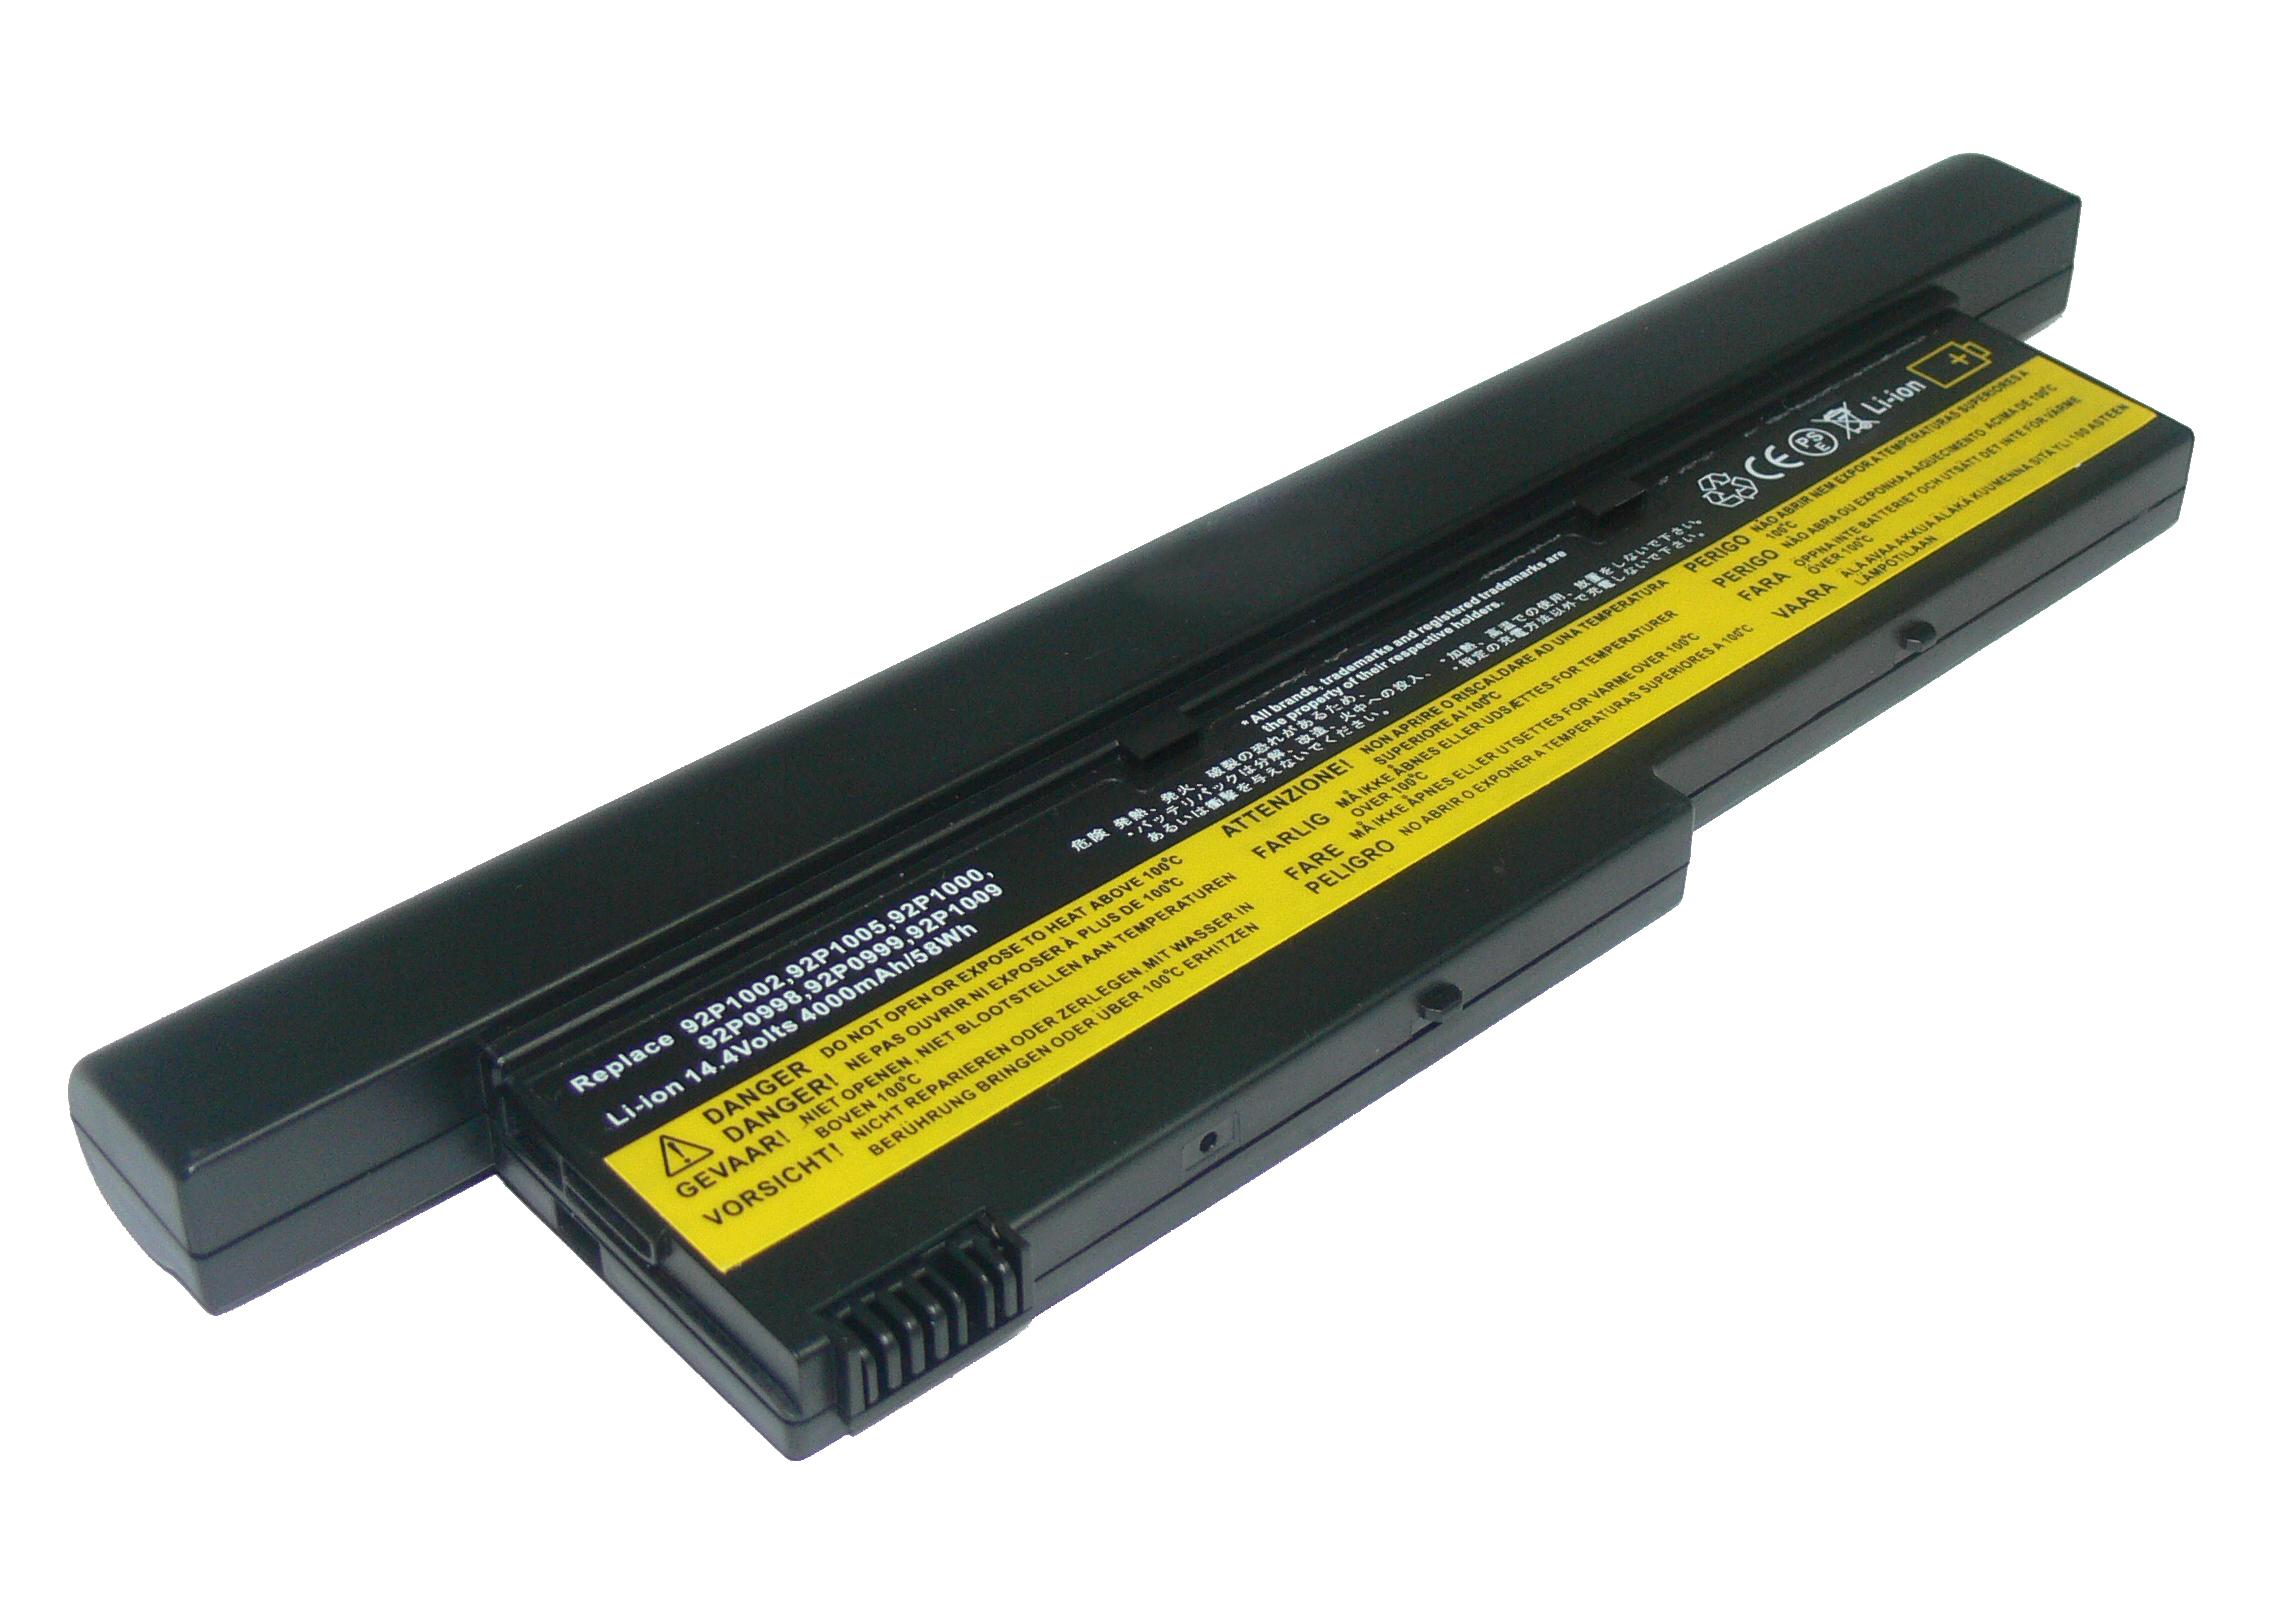 Replace 92P1002,92P1005,92P1000,
92P0998,92P0999,92P1009
Li-ion 14.4Volts 4000mAh/58Wh
*All brands, trademarks and registered trademarks are
the property of their respective holders.
危険 発熱、発火、破裂の恐れがあるため、
・バッテリパックは分解、改造、火中への投入、
あるいは衝撃を与えないでください。
・加熱、高温での使用、放置をしないで下さい。
・指定の充電方法以外で充電しないで下さい。
CE
PSE
Li-ion
+
DANGER DO NOT OPEN OR EXPOSE TO HEAT ABOVE 100°C
DANGER! NE PAS OUVRIR NI EXPOSER À PLUS DE 100°C
GEVAAR! NIET OPENEN, NIET BLOOTSTELLEN AAN TEMPERATUREN
BOVEN 100°C
VORSICHT! NICHT REPARIEREN ODER ZERLEGEN MIT WASSER IN
BERÜHRUNG BRINGEN ODER ÜBER 100°C ERHITZEN
ATTENZIONE! NON APRIRE O RISCALDARE AD UNA TEMPERATURA
SUPERIORE AI 100°C
FARLIG MÅ IKKE ÅBNES ELLER UDSÆTTES FOR TEMPERATURER
OVER 100°C
FARE MÅ IKKE ÅPNES ELLER UTSETTES FOR VARME OVER 100°C
PELIGRO NO ABRIR O EXPONER A TEMPERATURAS SUPERIORES A 100°C
PERIGO NÃO ABRIR NEM EXPOR A TEMPERATURAS SUPERIORES A
100°C
PERIGO NÃO ABRA OU EXPONHA A AQUECIMENTO ACIMA DE 100°C
FARA ÖPPNA INTE BATTERIET OCH UTSÄTT DET INTE FÖR VÄRME
ÖVER 100°C
VAARA ÄLÄ AVAA AKKUA ÄLÄKÄ KUUMENNA SITÄ YLI 100 ASTEEN
LÄMPÖTILAAN